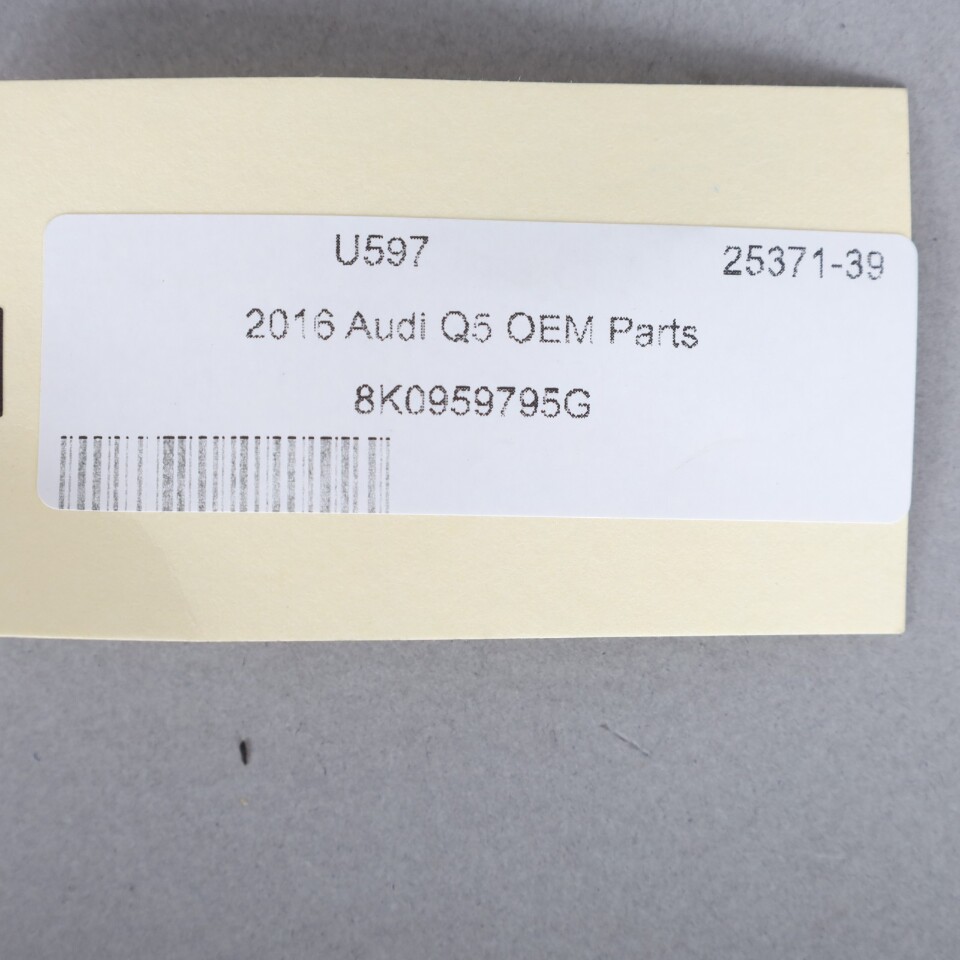 U597 25371-39
2016 Audi Q5 OEM Parts
8K0959795G